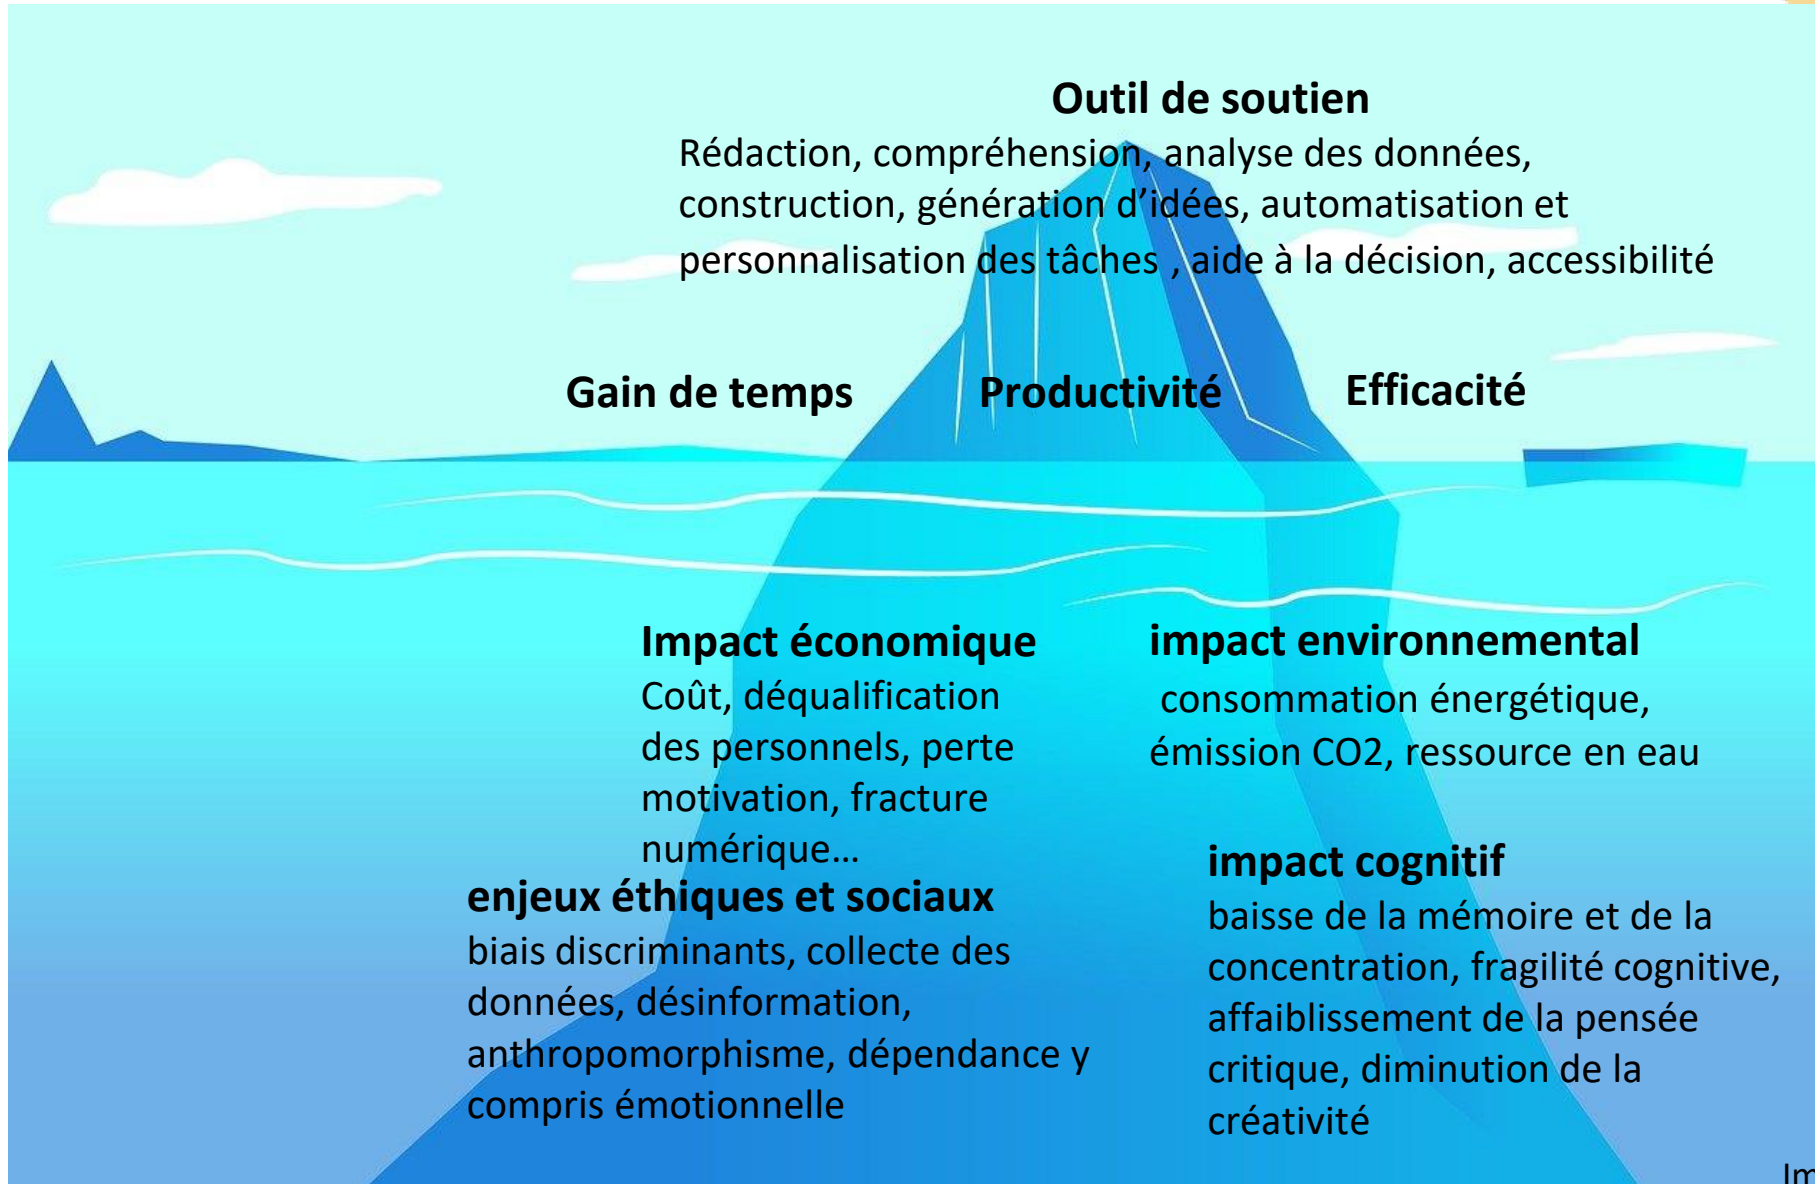 Outil de soutien
Rédaction, compréhension, analyse des données,
construction, génération d’idées, automatisation et
personnalisation des tâches , aide à la décision, accessibilité
Gain de temps
Productivité
Efficacité
Impact économique
Coût, déqualification
des personnels, perte
motivation, fracture
numérique…
enjeux éthiques et sociaux
biais discriminants, collecte des
données, désinformation,
anthropomorphisme, dépendance y
compris émotionnelle
impact environnemental
consommation énergétique,
émission CO2, ressource en eau
impact cognitif
baisse de la mémoire et de la
concentration, fragilité cognitive,
affaiblissement de la pensée
critique, diminution de la
créativité